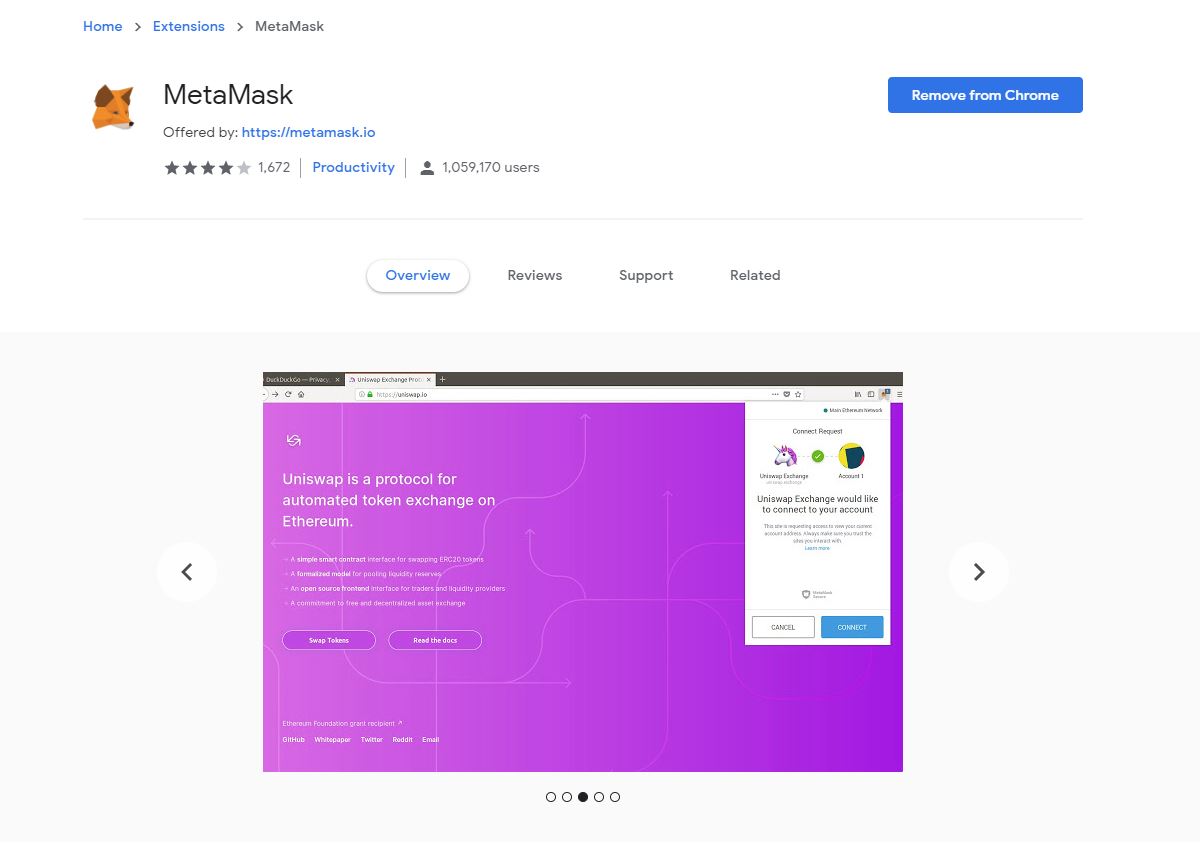 Home > Extensions > MetaMask
MetaMask
Remove from Chrome
Offered by: https://metamask.io
1,672 Productivity 1,059,170 users
Overview Reviews Support Related
DuckDuckGo — Privacy, × Uniswap Exchange Prot × +
https://uniswap.io
Main Ethereum Network
Connect Request
Uniswap Exchange Account 1
uniswap.exchange
Uniswap is a protocol for
automated token exchange on
Ethereum.
Uniswap Exchange would like
to connect to your account
This site is requesting access to view your current
account address. Always make sure you trust the
sites you interact with.
Learn more
→ A simple smart contract interface for swapping ERC20 tokens
→ A formalized model for pooling liquidity reserves
→ An open source frontend interface for traders and liquidity providers
→ A commitment to free and decentralized asset exchange
MetaMask
Secure
CANCEL CONNECT
Swap Tokens Read the docs
Ethereum Foundation grant recipient ↗
GitHub Whitepaper Twitter Reddit Email